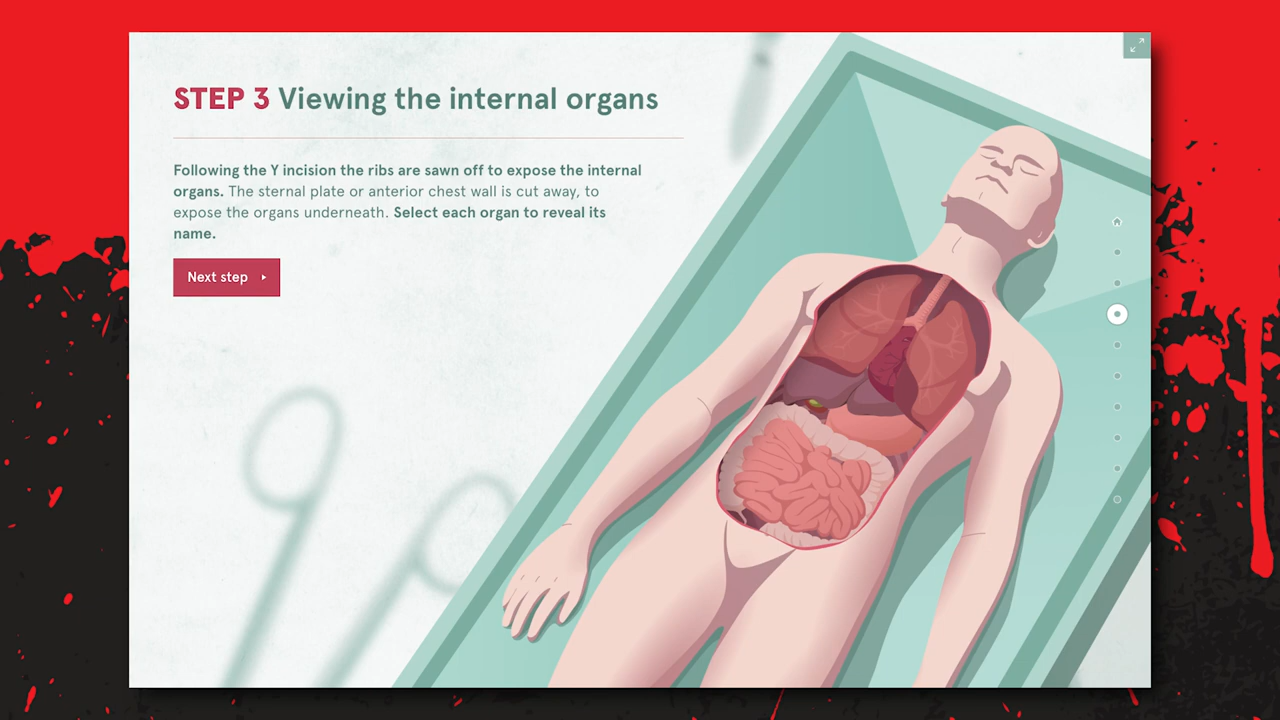 STEP 3 Viewing the internal organs
Following the Y incision the ribs are sawn off to expose the internal
organs. The sternal plate or anterior chest wall is cut away, to
expose the organs underneath. Select each organ to reveal its
name.
Next step